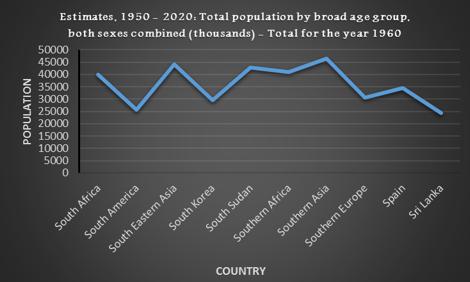 Estimates, 1950 - 2020: Total population by broad age group,
both sexes combined (thousands) - Total for the year 1960
50000
45000
40000
35000
30000
25000
20000
15000
10000
5000
0
POPULATION
South Africa
South America
South Eastern Asia
South Korea
South Sudan
Southern Africa
Southern Asia
Southern Europe
Spain
Sri Lanka
COUNTRY